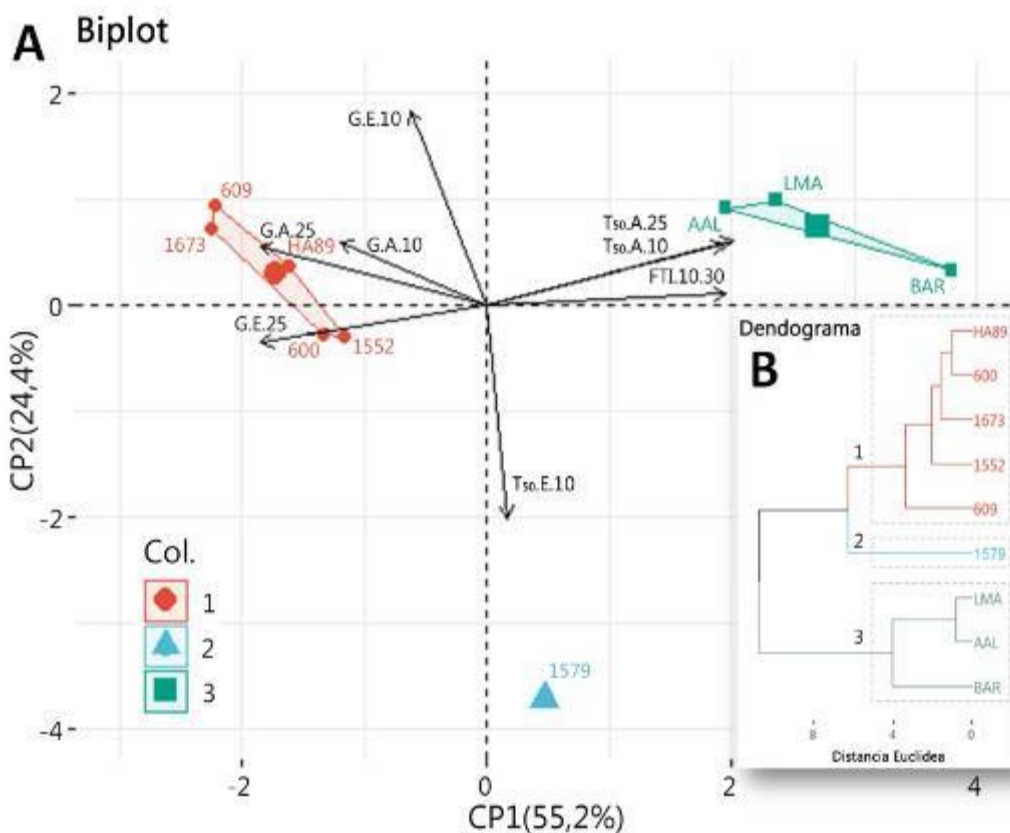 A Biplot
2
G.E.10
609
LMA
1673
G.A.25
HA89
G.A.10
T₅₀.A.25
AAL
T₅₀.A.10
FTI.10.30
BAR
0
G.E.25
600
1552
CP2(24,4%)
T₅₀.E.10
-2
Col.
1
2
3
1579
-4
-2
0
2
4
CP1(55,2%)
Dendograma
B
HA89
600
1673
1
1552
609
2
1579
LMA
3
AAL
BAR
8
4
0
Distancia Euclídea